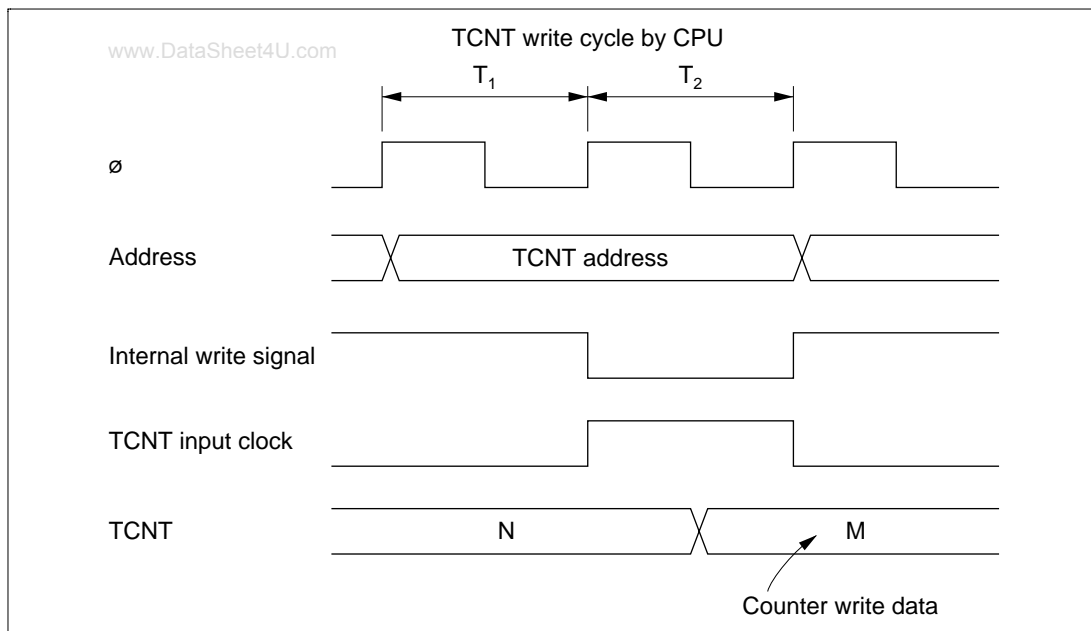 www.DataSheet4U.com
TCNT write cycle by CPU
T1 T2
ø
Address
TCNT address
Internal write signal
TCNT input clock
TCNT
N M
Counter write data